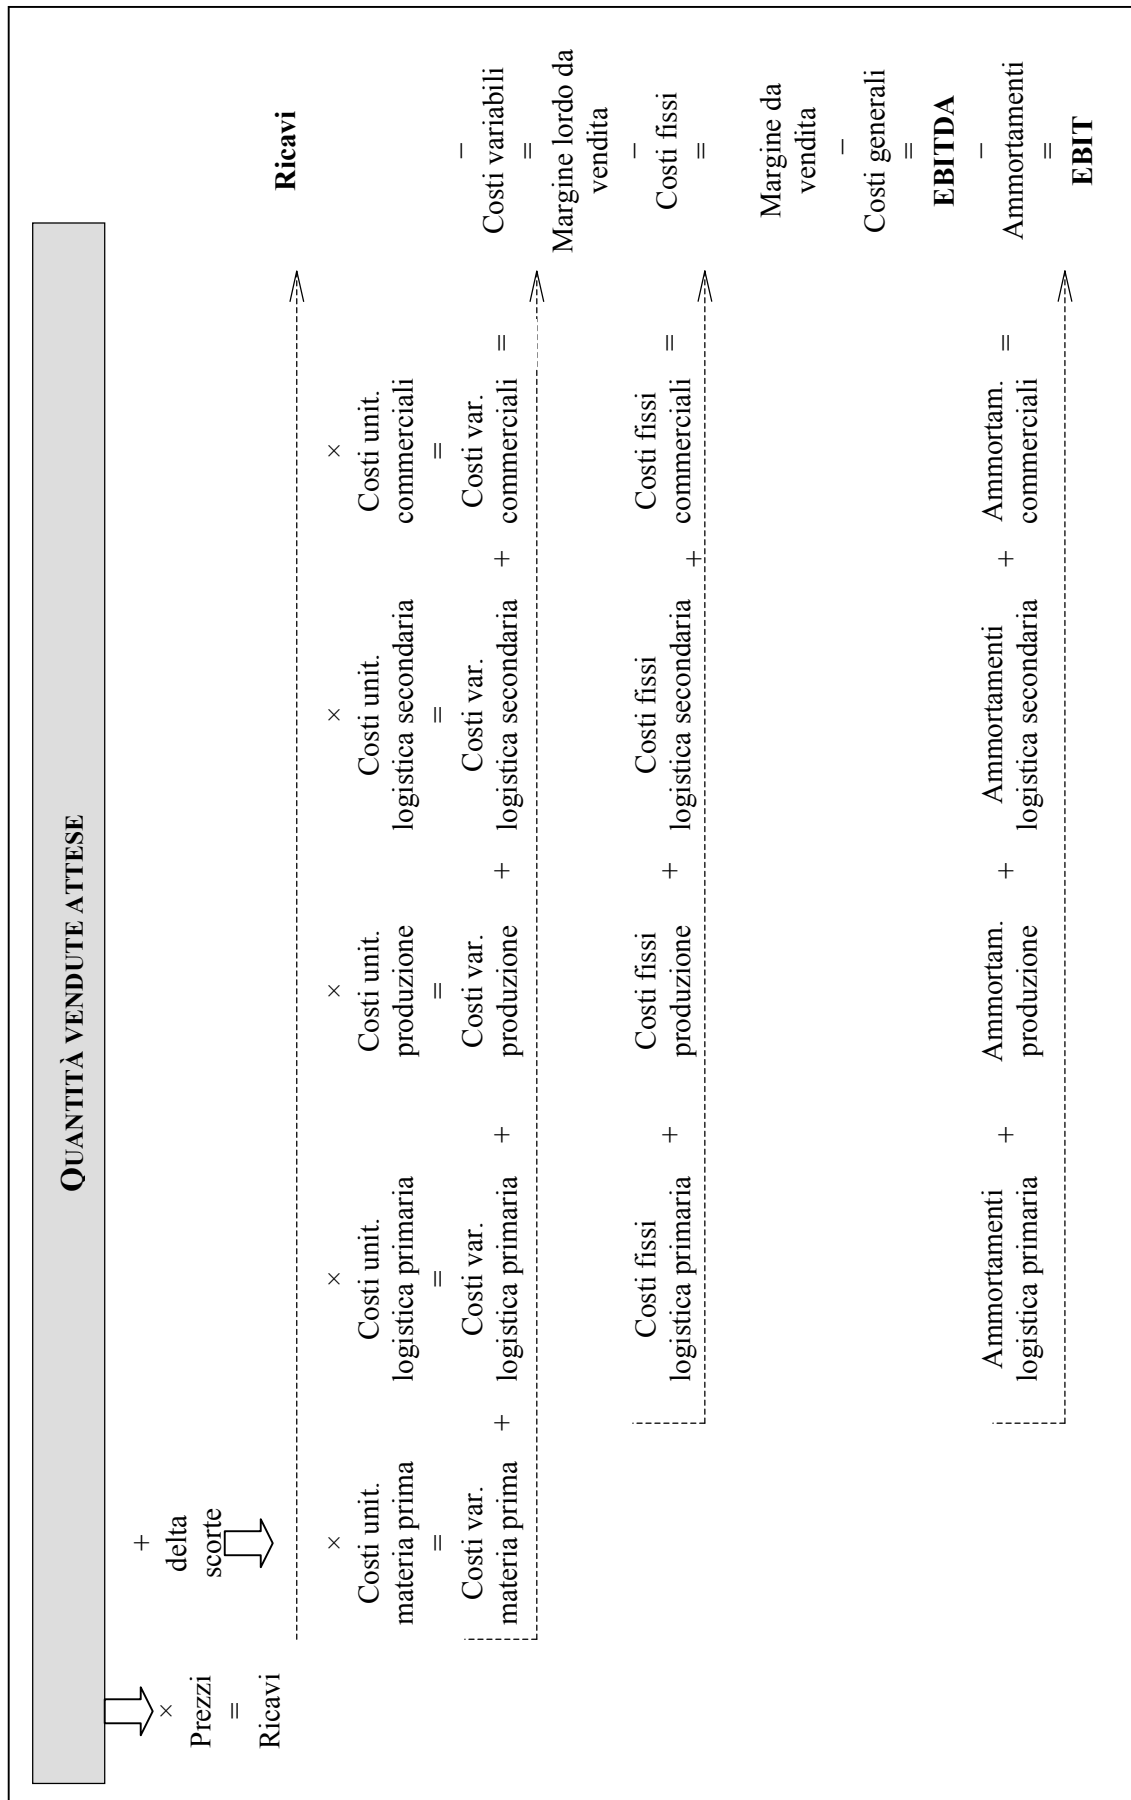 QUANTITÀ VENDUTE ATTESE
×
Prezzi
=
Ricavi
+
delta
scorte
Ricavi
× × × × ×
Costi unit. Costi unit. Costi unit. Costi unit. Costi unit.
materia prima logistica primaria produzione logistica secondaria commerciali
= = = = = −
Costi var. Costi var. Costi var. Costi var. Costi var. Costi variabili
materia prima + logistica primaria + produzione + logistica secondaria + commerciali = =
Margine lordo da
vendita
−
Costi fissi Costi fissi Costi fissi Costi fissi Costi fissi
logistica primaria + produzione + logistica secondaria + commerciali = =
Margine da
vendita
−
Costi generali
=
EBITDA
−
Ammortamenti Ammortam. Ammortamenti Ammortam. Ammortamenti
logistica primaria + produzione + logistica secondaria + commerciali = =
EBIT